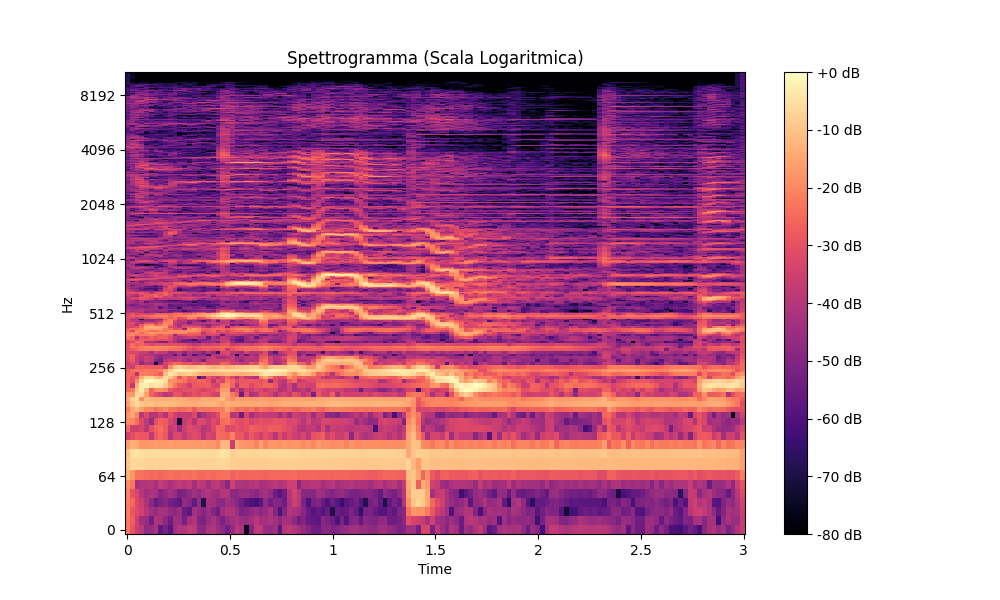 Spettrogramma (Scala Logaritmica)
Hz
8192
4096
2048
1024
512
256
128
64
0
0 0.5 1 1.5 2 2.5 3
Time
+0 dB
-10 dB
-20 dB
-30 dB
-40 dB
-50 dB
-60 dB
-70 dB
-80 dB